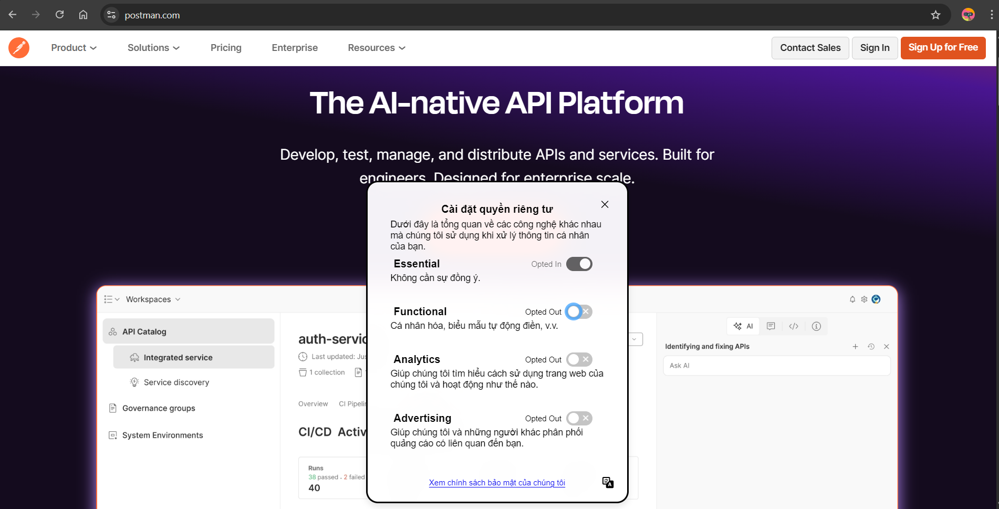 postman.com
Product
Solutions
Pricing
Enterprise
Resources
Contact Sales
Sign In
Sign Up for Free
The AI-native API Platform
Develop, test, manage, and distribute APIs and services. Built for
engineers. Designed for enterprise scale.
Cài đặt quyền riêng tư
Dưới đây là tổng quan về các công nghệ khác nhau
mà chúng tôi sử dụng khi xử lý thông tin cá nhân
của bạn.
Essential
Opted In
Không cần sự đồng ý.
Functional
Opted Out
Cá nhân hóa, biểu mẫu tự động điền, v.v.
Analytics
Opted Out
Giúp chúng tôi tìm hiểu cách sử dụng trang web của
chúng tôi và hoạt động như thế nào.
Advertising
Opted Out
Giúp chúng tôi và những người khác phân phối
quảng cáo có liên quan đến bạn.
Xem chính sách bảo mật của chúng tôi
Workspaces
API Catalog
Integrated service
Service discovery
Governance groups
System Environments
Last updated:
1 collection
Overview
CI
CI/CD
Runs
38 passed . 2 failed
40
AI
Identifying and fixing APIs
Ask AI